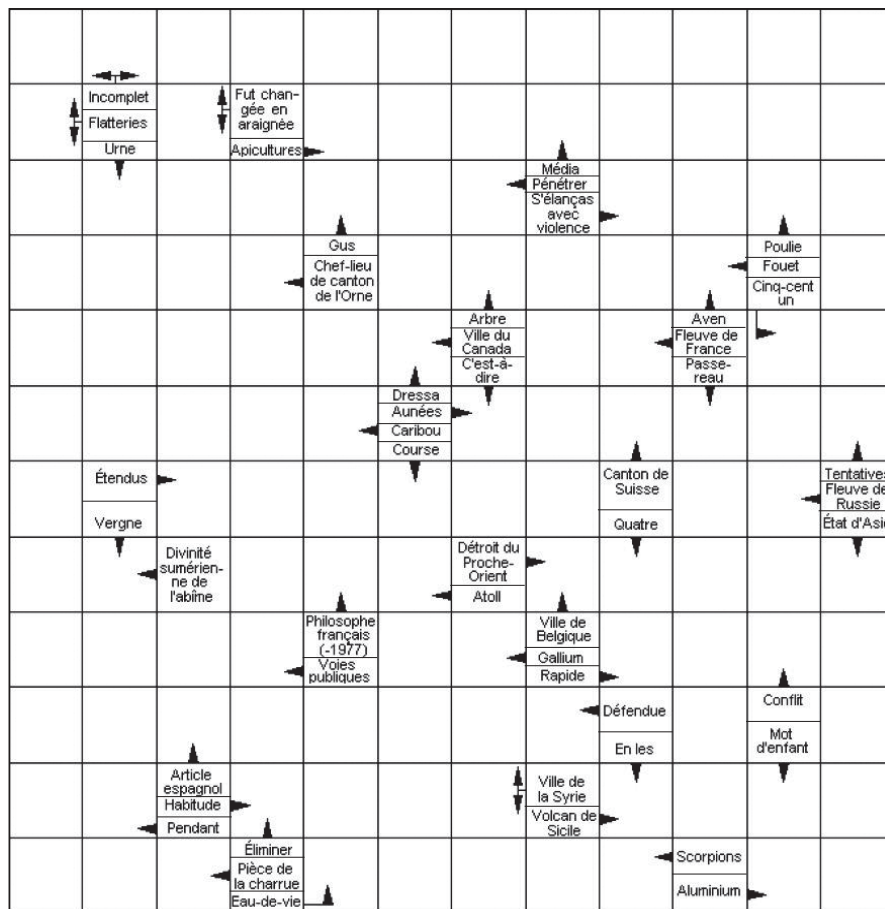 Incomplet
Flatteries
Urne
Fut chan-
gée en
araignée
Apicultures
Média
Pénétrer
S'élanças
avec
violence
Gus
Chef-lieu
de canton
de l'Orne
Poulie
Fouet
Cinq-cent
un
Arbre
Ville du
Canada
C'est-à-
dire
Aven
Fleuve de
France
Passe-
reau
Dressa
Aunées
Caribou
Course
Étendus
Vergne
Canton de
Suisse
Quatre
Tentatives
Fleuve de
Russie
État d'Asie
Divinité
sumérien-
ne de
l'abîme
Détroit du
Proche-
Orient
Atoll
Philosophe
français
(-1977)
Voies
publiques
Ville de
Belgique
Gallium
Rapide
Défendue
En les
Conflit
Mot
d'enfant
Article
espagnol
Habitude
Pendant
Ville de
la Syrie
Volcan de
Sicile
Éliminer
Pièce de
la charrue
Eau-de-vie
Scorpions
Aluminium